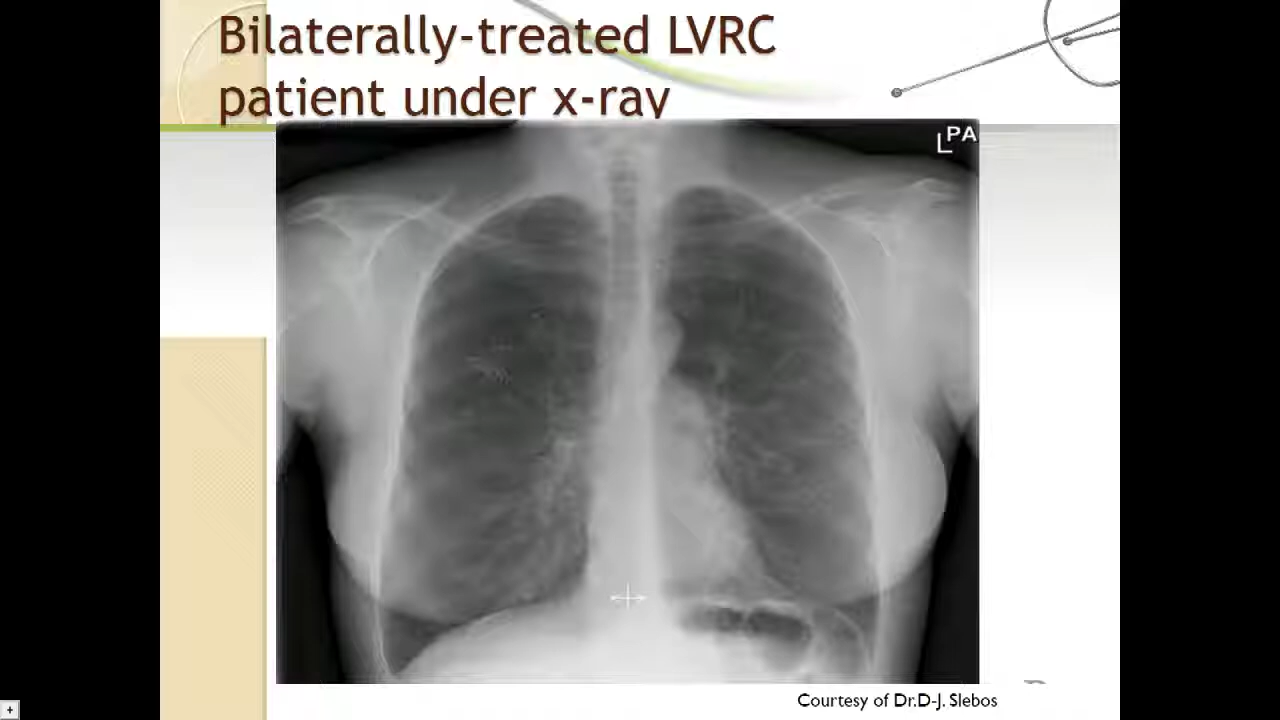 Bilaterally-treated LVRC
patient under x-ray
PA
L
Courtesy of Dr.D-J. Slebos